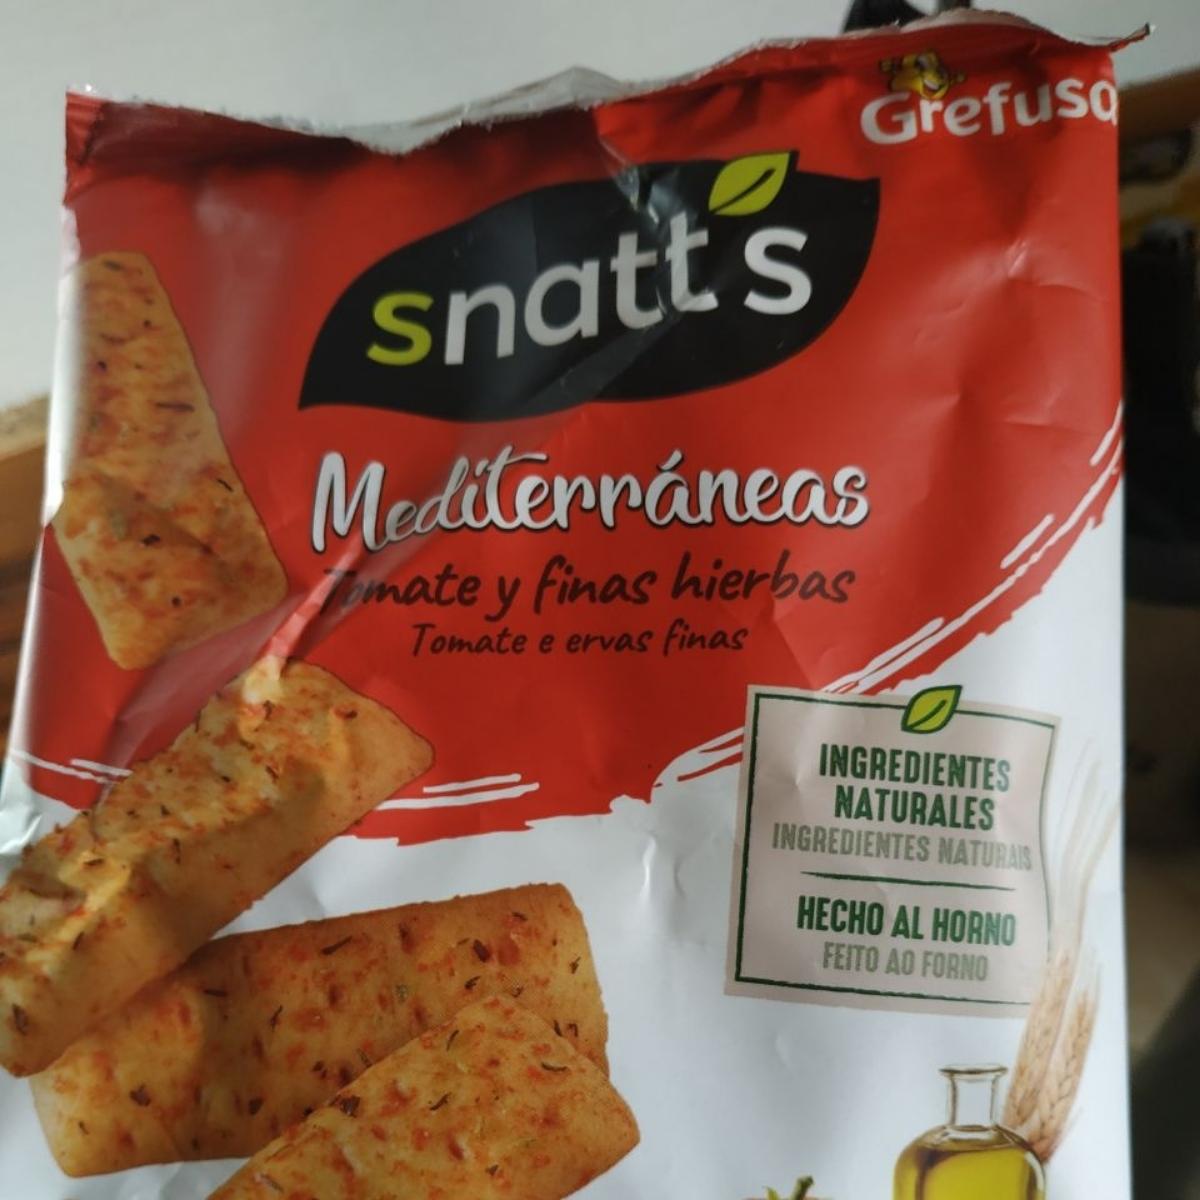 Grefusa
snatt's
Mediterráneas
Tomate y finas hierbas
Tomate e ervas finas
INGREDIENTES
NATURALES
INGREDIENTES NATURAIS
HECHO AL HORNO
FEITO AO FORNO